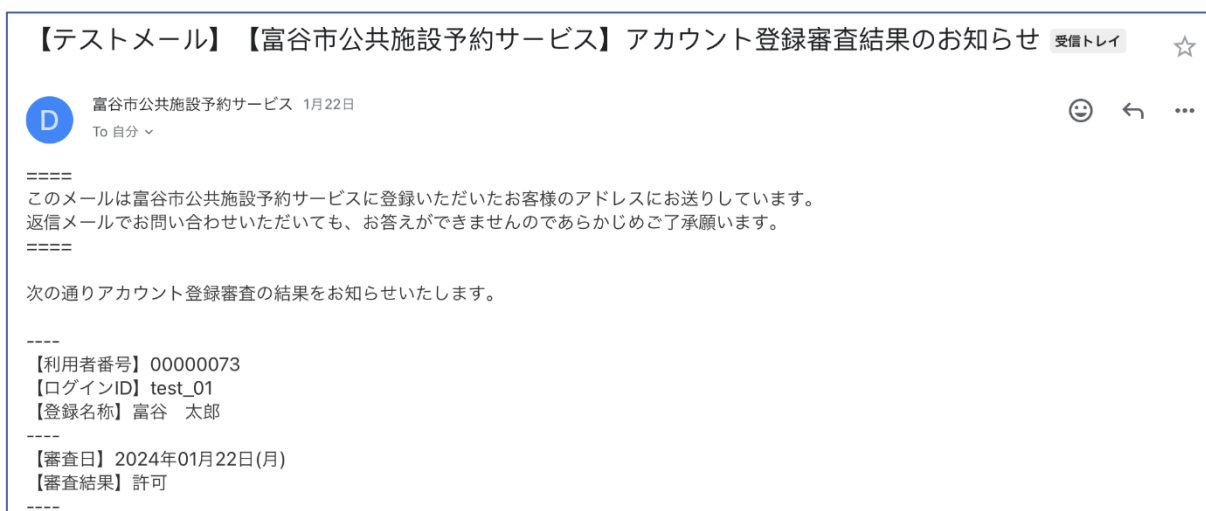 【テストメール】【富谷市公共施設予約サービス】アカウント登録審査結果のお知らせ 受信トレイ
D
富谷市公共施設予約サービス 1月22日
To 自分
====
このメールは富谷市公共施設予約サービスに登録いただいたお客様のアドレスにお送りしています。
返信メールでお問い合わせいただいても、お答えができませんのであらかじめご了承願います。
====
次の通りアカウント登録審査の結果をお知らせいたします。
----
【利用者番号】00000073
【ログインID】test_01
【登録名称】富谷　太郎
----
【審査日】2024年01月22日(月)
【審査結果】許可
----